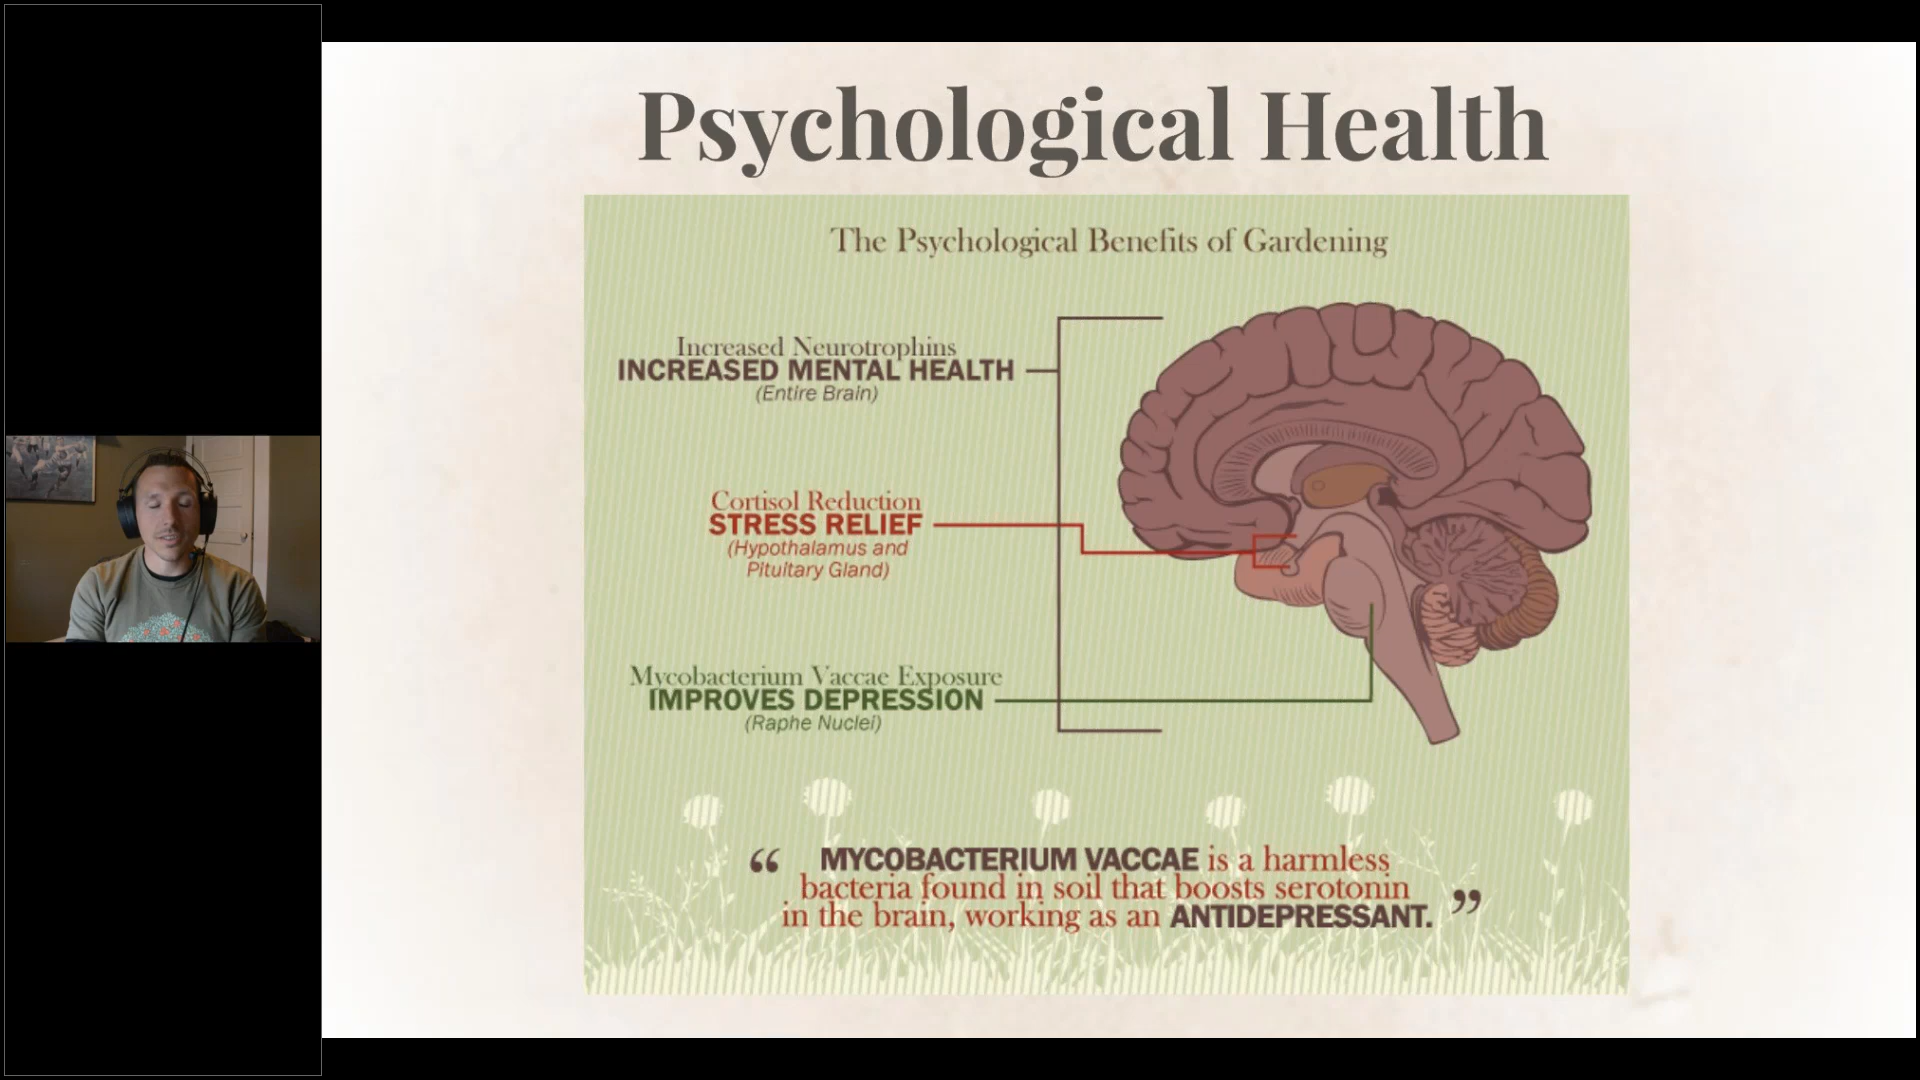 Psychological Health
The Psychological Benefits of Gardening
Increased Neurotrophins
INCREASED MENTAL HEALTH
(Entire Brain)
Cortisol Reduction
STRESS RELIEF
(Hypothalamus and
Pituitary Gland)
Mycobacterium Vaccae Exposure
IMPROVES DEPRESSION
(Raphe Nuclei)
“ MYCOBACTERIUM VACCAE is a harmless
bacteria found in soil that boosts serotonin
in the brain, working as an ANTIDEPRESSANT. ”